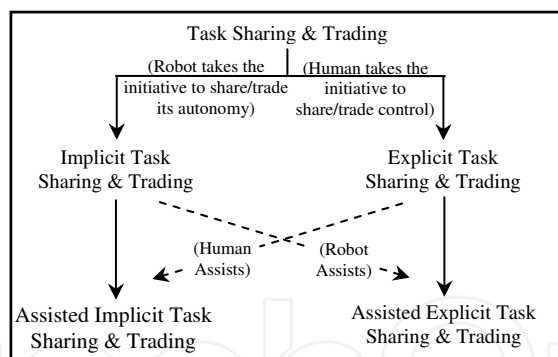 Task Sharing & Trading
(Robot takes the
initiative to share/trade
its autonomy)
(Human takes the
initiative to
share/trade control)
Implicit Task
Sharing & Trading
Explicit Task
Sharing & Trading
(Human
Assists)
(Robot
Assists)
Assisted Implicit Task
Sharing & Trading
Assisted Explicit Task
Sharing & Trading